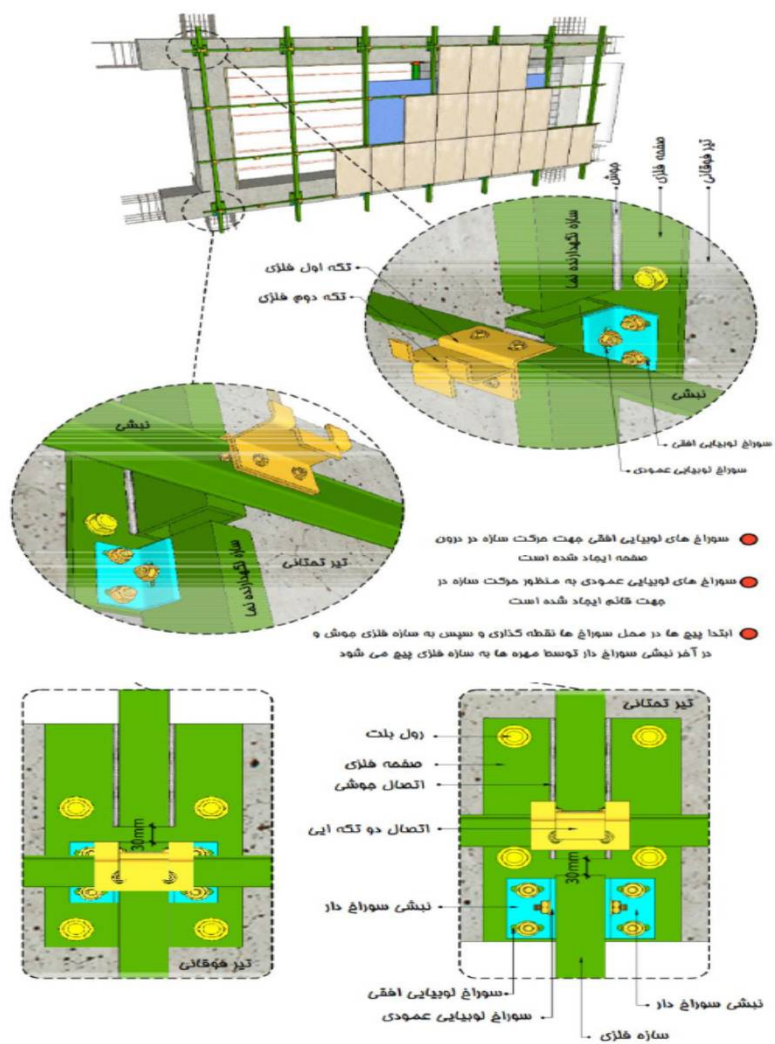 جوش
صفحه فلزی
تیر فوقانی
سازه نگهدارنده نما
تکه اول فلزی
تکه دوم فلزی
نبشی
سوراخ لوبیایی افقی
سوراخ لوبیایی عمودی
نبشی
سازه نگهدارنده نما
تیر تحتانی
سوراخ های لوبیایی افقی جهت حرکت سازه در درون
صفحه ایجاد شده است
سوراخ های لوبیایی عمودی به منظور حرکت سازه در
جهت قائم ایجاد شده است
ابتدا پیچ ها در محل سوراخ ها نقطه گذاری و سپس به سازه فلزی جوش و
در آخر نبشی سوراخ دار توسط مهره ها به سازه فلزی پیچ می شود
30mm
تیر فوقانی
تیر تحتانی
رول بلت
صفحه فلزی
اتصال جوشی
اتصال دو تکه ایی
30mm
نبشی سوراخ دار
سوراخ لوبیایی افقی
نبشی سوراخ دار
سوراخ لوبیایی عمودی
سازه فلزی